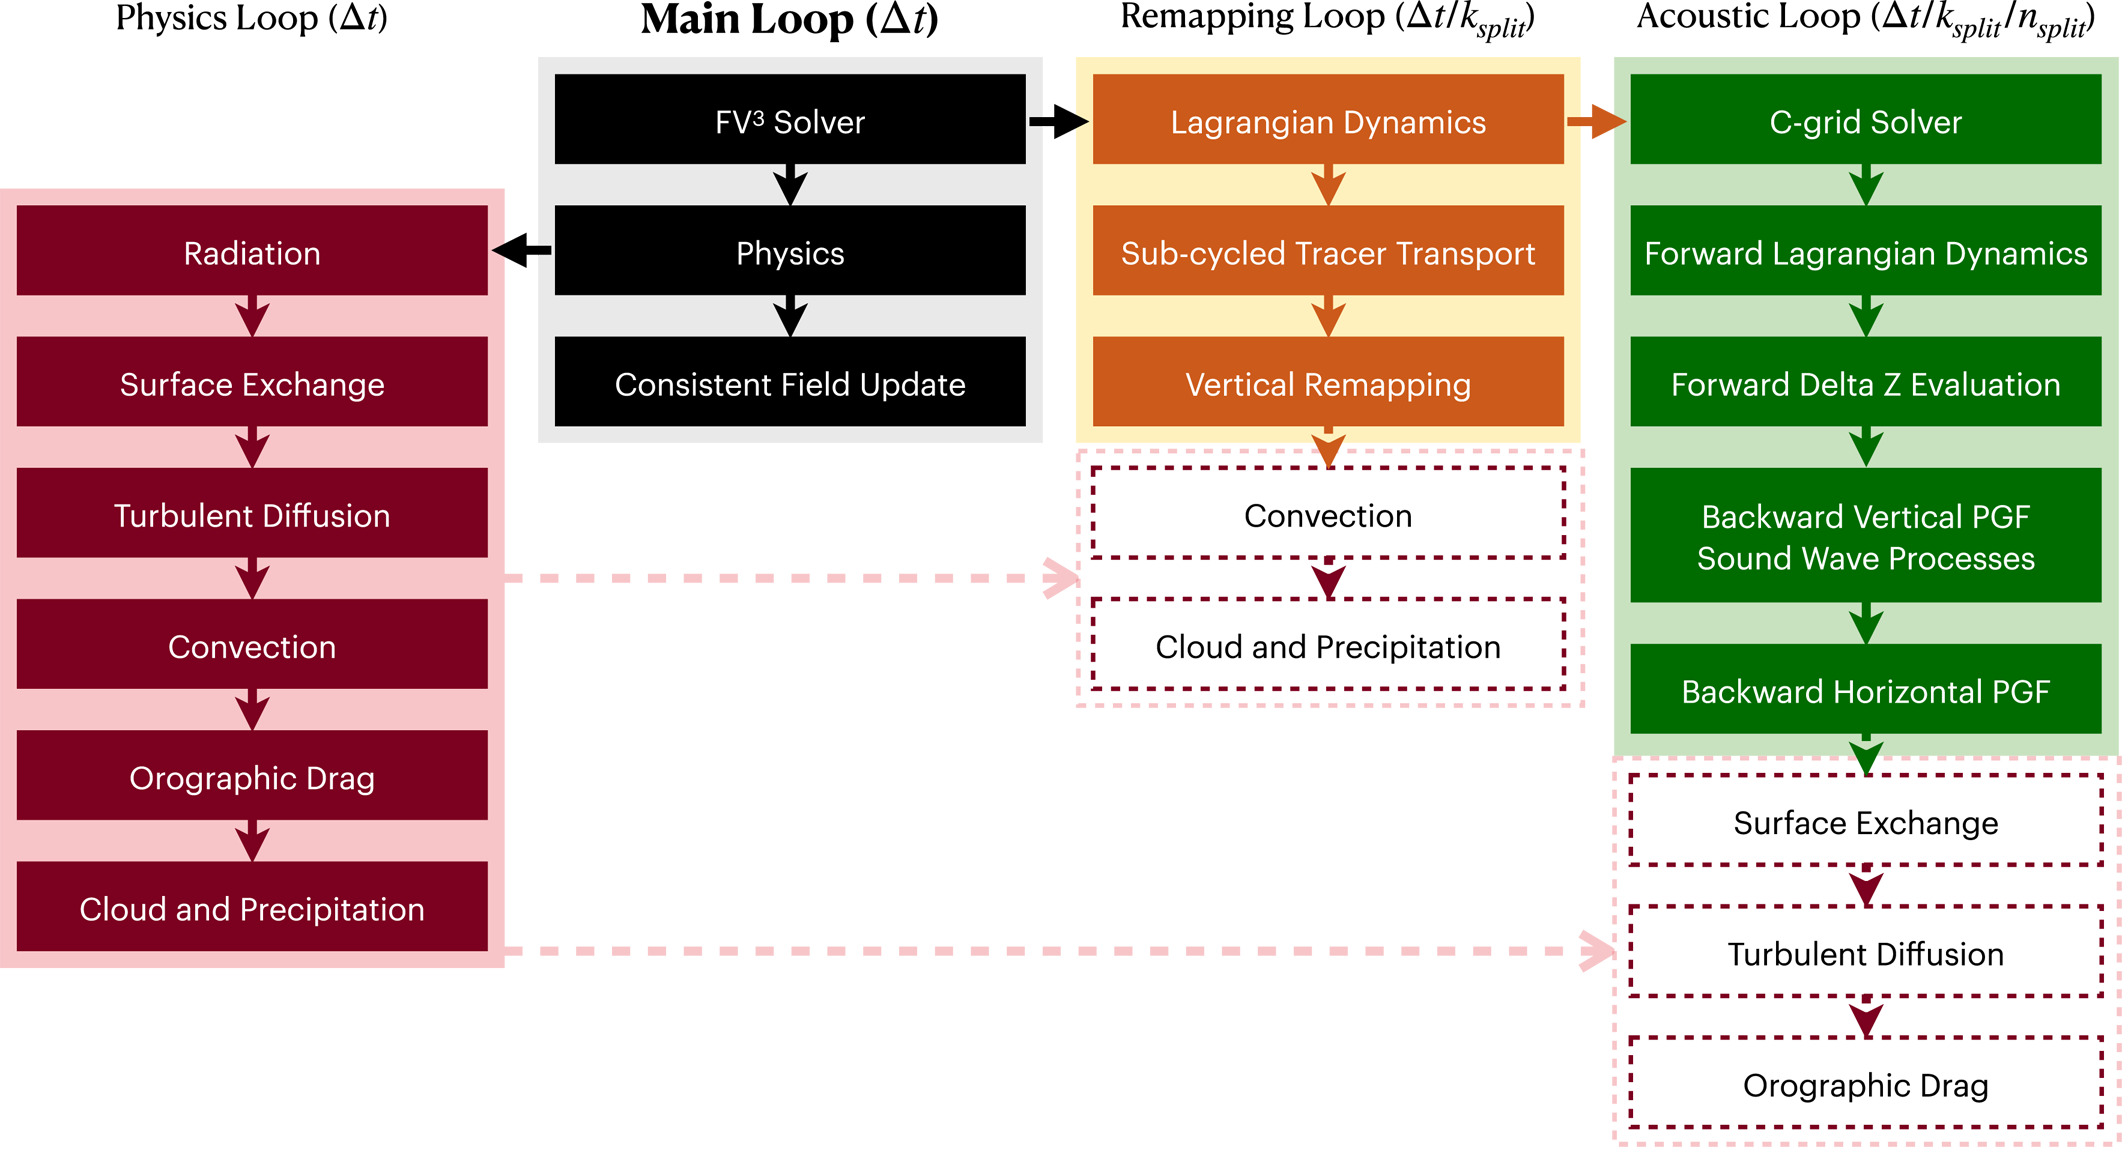 Physics Loop (Δt)
Radiation
Surface Exchange
Turbulent Diffusion
Convection
Orographic Drag
Cloud and Precipitation
Main Loop (Δt)
FV³ Solver
Physics
Consistent Field Update
Remapping Loop (Δt/k_split)
Lagrangian Dynamics
Sub-cycled Tracer Transport
Vertical Remapping
Convection
Cloud and Precipitation
Acoustic Loop (Δt/k_split/n_split)
C-grid Solver
Forward Lagrangian Dynamics
Forward Delta Z Evaluation
Backward Vertical PGF
Sound Wave Processes
Backward Horizontal PGF
Surface Exchange
Turbulent Diffusion
Orographic Drag